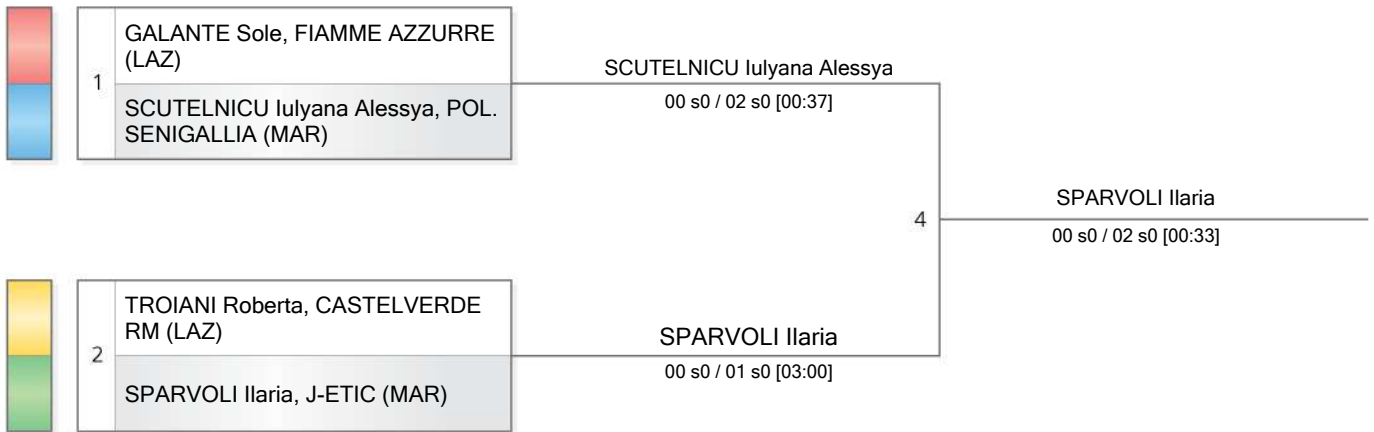 GALANTE Sole, FIAMME AZZURRE
(LAZ)
1
SCUTELNICU Iulyana Alessya, POL.
SENIGALLIA (MAR)
SCUTELNICU Iulyana Alessya
00 s0 / 02 s0 [00:37]
4
SPARVOLI Ilaria
00 s0 / 02 s0 [00:33]
TROIANI Roberta, CASTELVERDE
RM (LAZ)
2
SPARVOLI Ilaria, J-ETIC (MAR)
SPARVOLI Ilaria
00 s0 / 01 s0 [03:00]